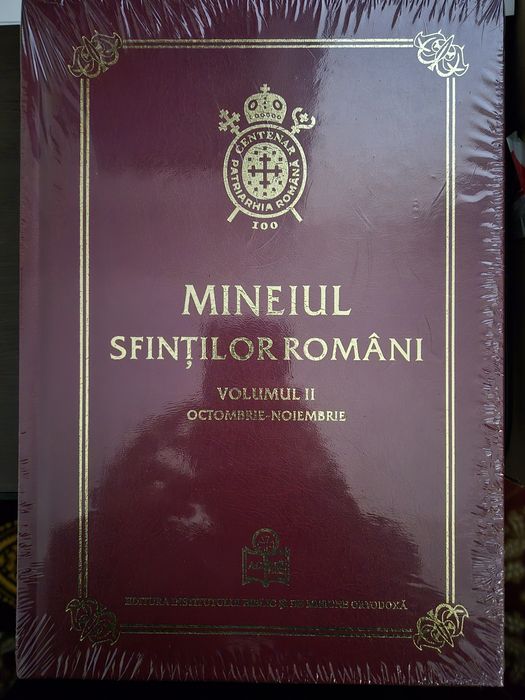 CENTENAR
PATRIARHIA ROMÂNĂ
100
MINEIUL
SFINȚILOR ROMÂNI
VOLUMUL II
OCTOMBRIE-NOIEMBRIE
EDITURA INSTITUTULUI BIBLIC ȘI DE MISIUNE ORTODOXĂ